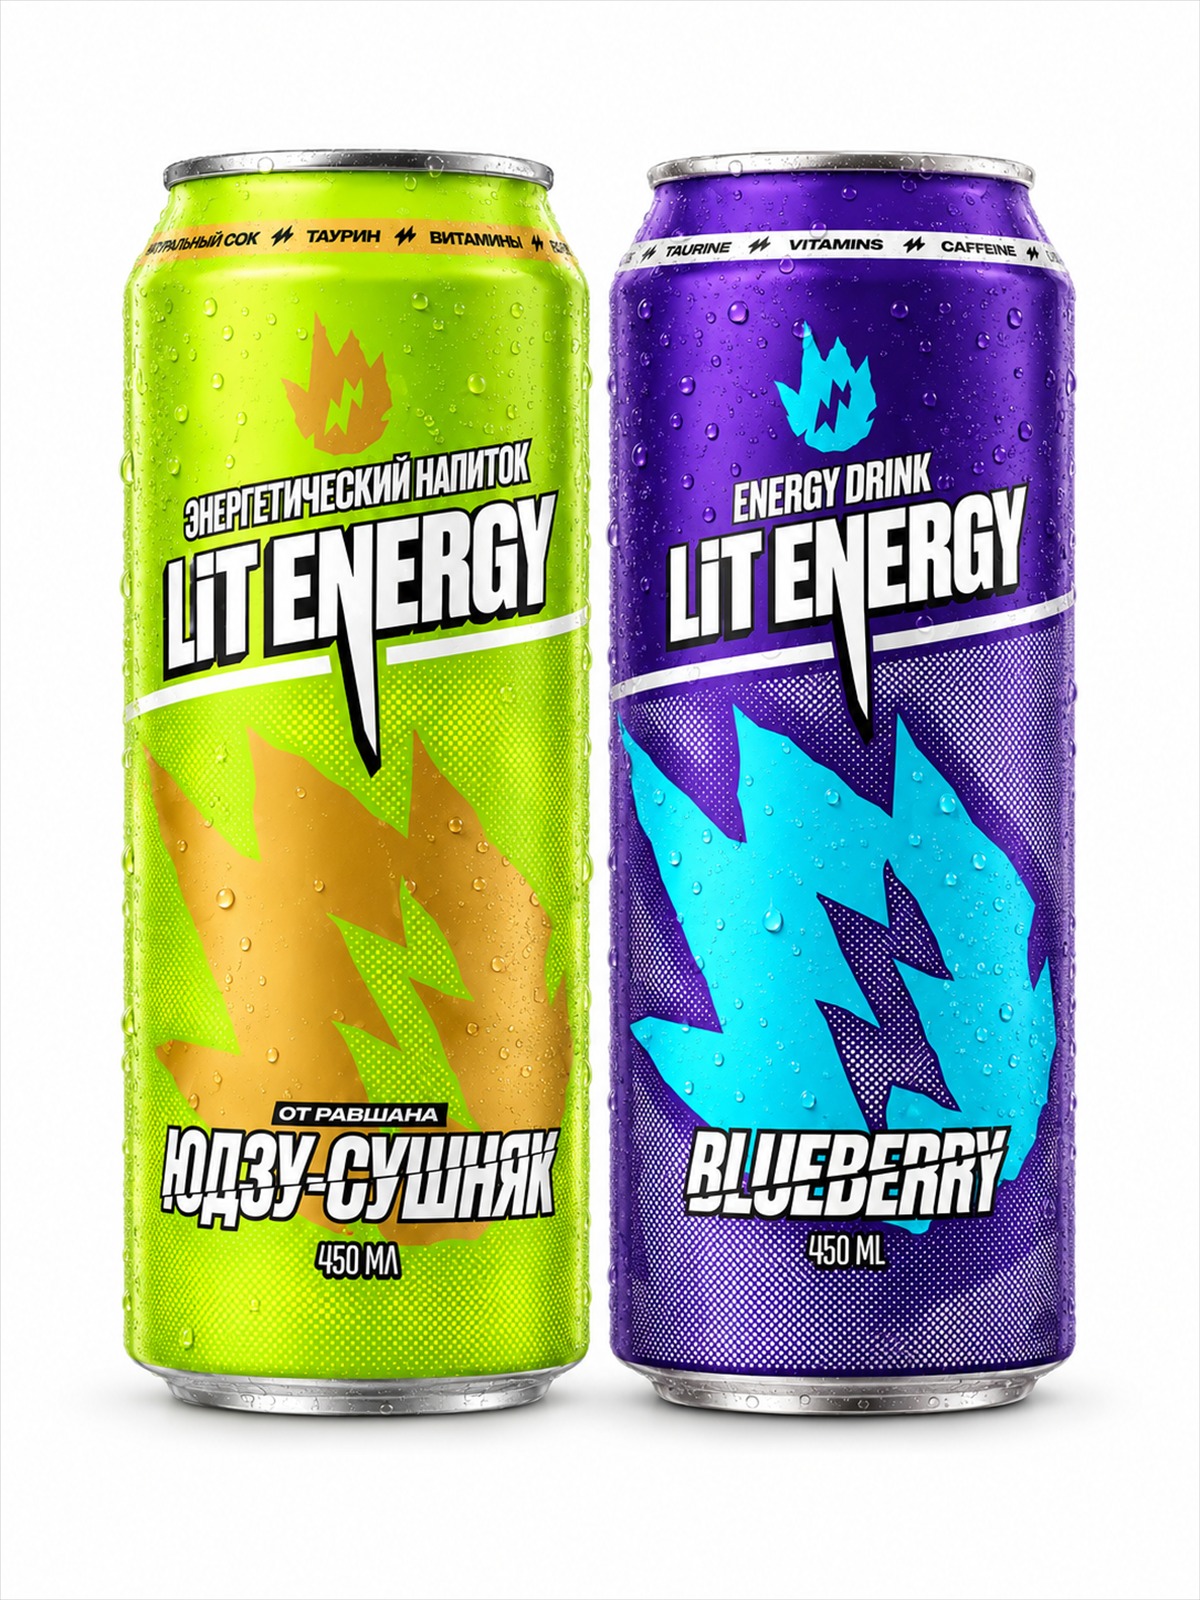 НАТУРАЛЬНЫЙ СОК ТАУРИН ВИТАМИНЫ
ЭНЕРГЕТИЧЕСКИЙ НАПИТОК
LiT ENERGY
ОТ РАВШАНА
ЮДЗУ-СУШНЯК
450 МЛ
TAURINE VITAMINS CAFFEINE
ENERGY DRINK
LiT ENERGY
BLUEBERRY
450 ML